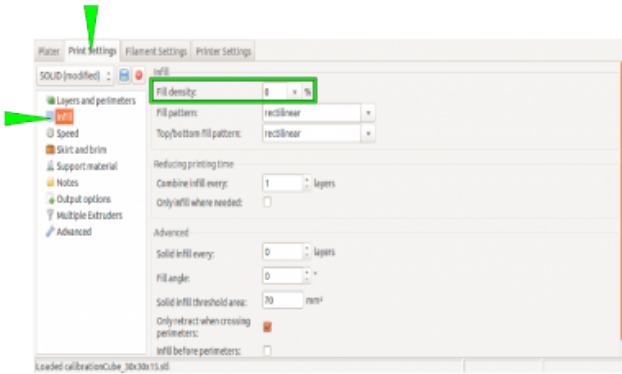 Plater Print Settings Filament Settings Printer Settings
SOLID (modified)
Infill
Layers and perimeters
Infill
Speed
Skirt and brim
Support material
Notes
Output options
Multiple Extruders
Advanced
Fill density: 0 %
Fill pattern: rectilinear
Top/bottom fill pattern: rectilinear
Reducing printing time
Combine infill every: 1 layers
Only infill where needed:
Advanced
Solid infill every: 0 layers
Fill angle: 0 °
Solid infill threshold area: 70 mm²
Only retract when crossing
perimeters:
Infill before perimeters:
Loaded calibrationCube_30x30x15.stl